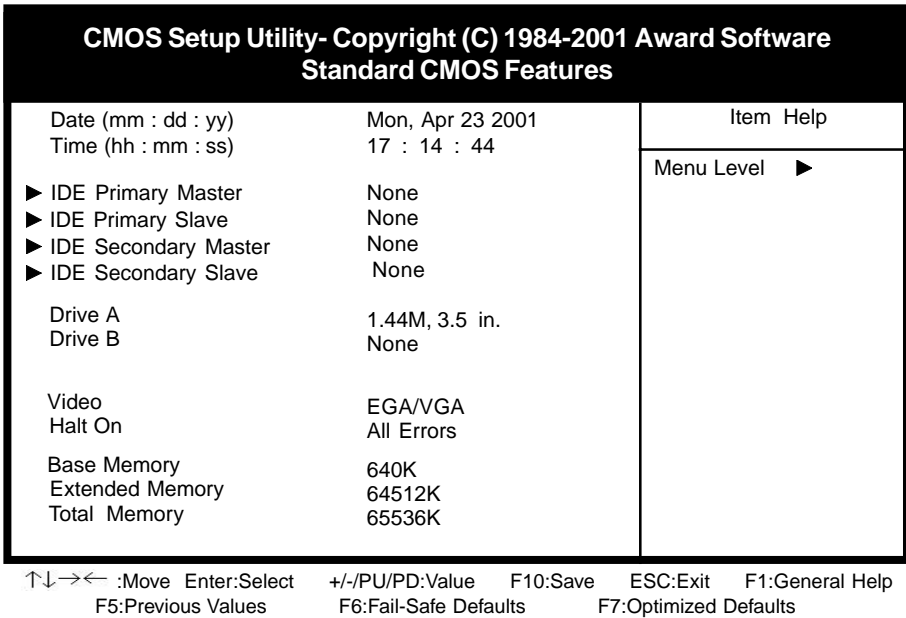 CMOS Setup Utility- Copyright (C) 1984-2001 Award Software
Standard CMOS Features
Date (mm : dd : yy) Mon, Apr 23 2001
Time (hh : mm : ss) 17 : 14 : 44
▶ IDE Primary Master None
▶ IDE Primary Slave None
▶ IDE Secondary Master None
▶ IDE Secondary Slave None
Drive A 1.44M, 3.5 in.
Drive B None
Video EGA/VGA
Halt On All Errors
Base Memory 640K
Extended Memory 64512K
Total Memory 65536K
Item Help
Menu Level ▶
↑↓→← :Move Enter:Select +/-/PU/PD:Value F10:Save ESC:Exit F1:General Help
F5:Previous Values F6:Fail-Safe Defaults F7:Optimized Defaults